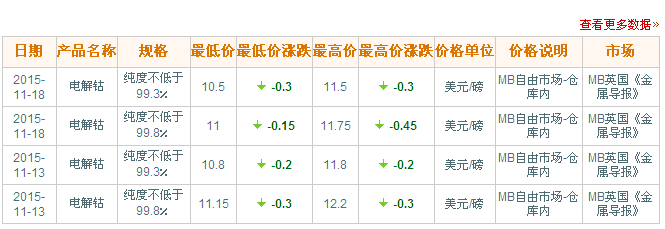 查看更多数据»
日期 产品名称 规格 最低价 最低价涨跌 最高价 最高价涨跌 价格单位 价格说明 市场
2015-11-18 电解钴 纯度不低于99.3% 10.5 -0.3 11.5 -0.3 美元/磅 MB自由市场-仓库内 MB英国《金属导报》
2015-11-18 电解钴 纯度不低于99.8% 11 -0.15 11.75 -0.45 美元/磅 MB自由市场-仓库内 MB英国《金属导报》
2015-11-13 电解钴 纯度不低于99.3% 10.8 -0.2 11.8 -0.2 美元/磅 MB自由市场-仓库内 MB英国《金属导报》
2015-11-13 电解钴 纯度不低于99.8% 11.15 -0.3 12.2 -0.3 美元/磅 MB自由市场-仓库内 MB英国《金属导报》